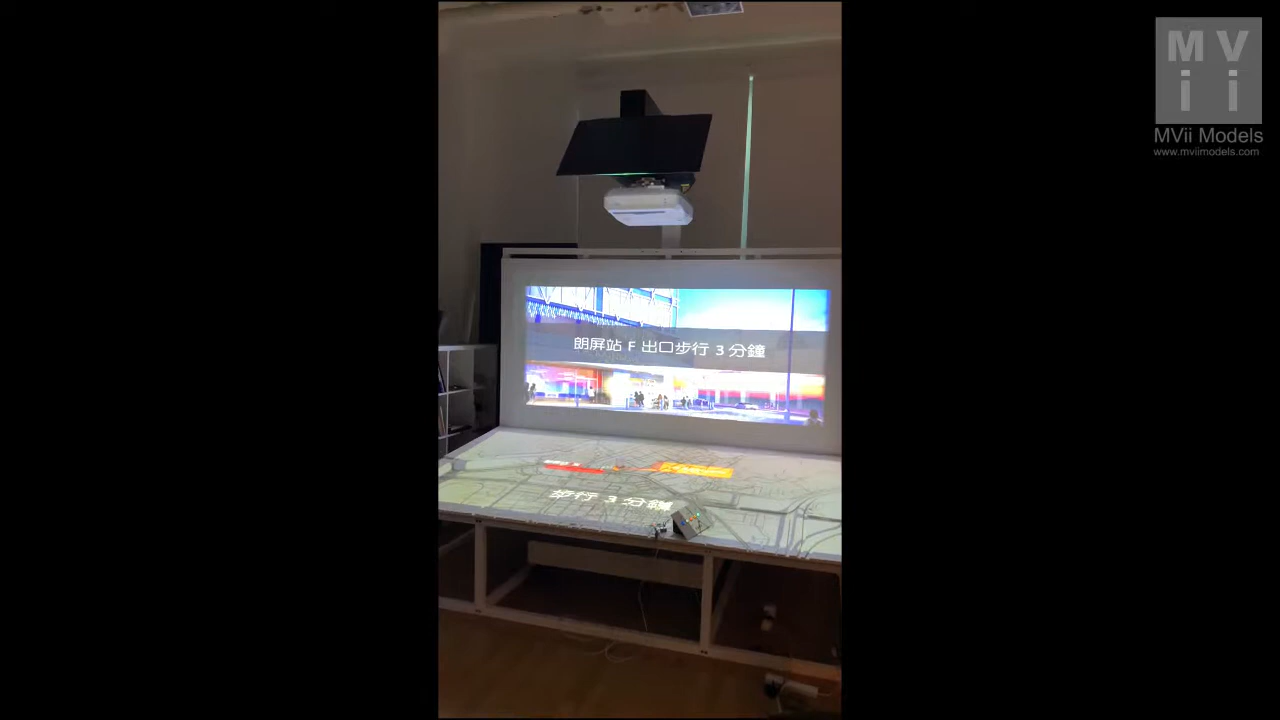 M V
i i
MVii Models
www.mviimodels.com
朗屏站 F 出口步行 3 分鐘
步行 3 分鐘